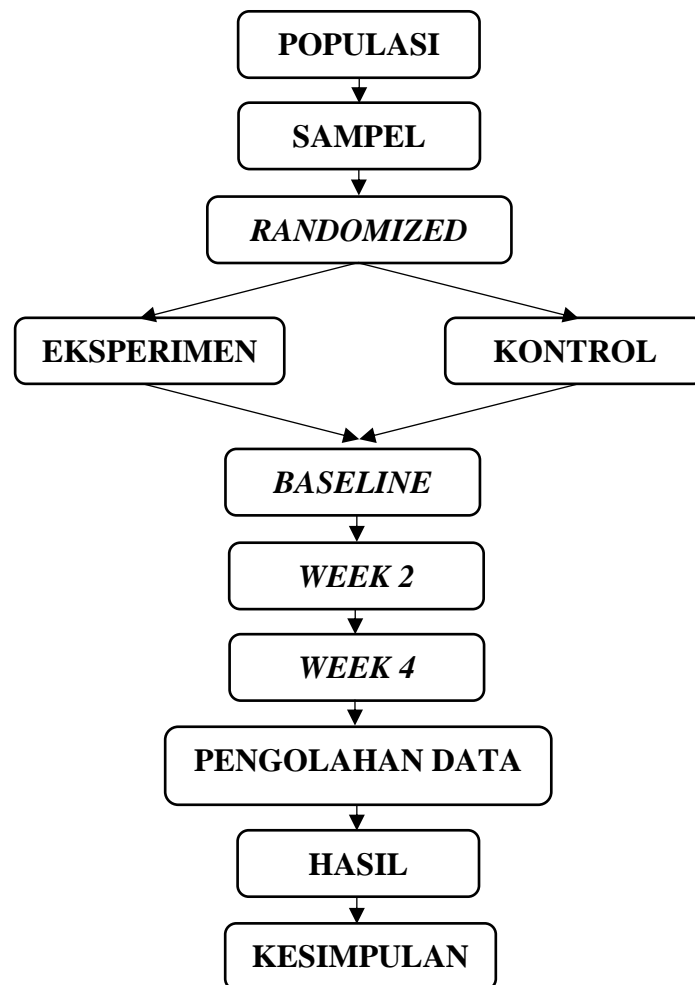 POPULASI
SAMPEL
RANDOMIZED
EKSPERIMEN
KONTROL
BASELINE
WEEK 2
WEEK 4
PENGOLAHAN DATA
HASIL
KESIMPULAN